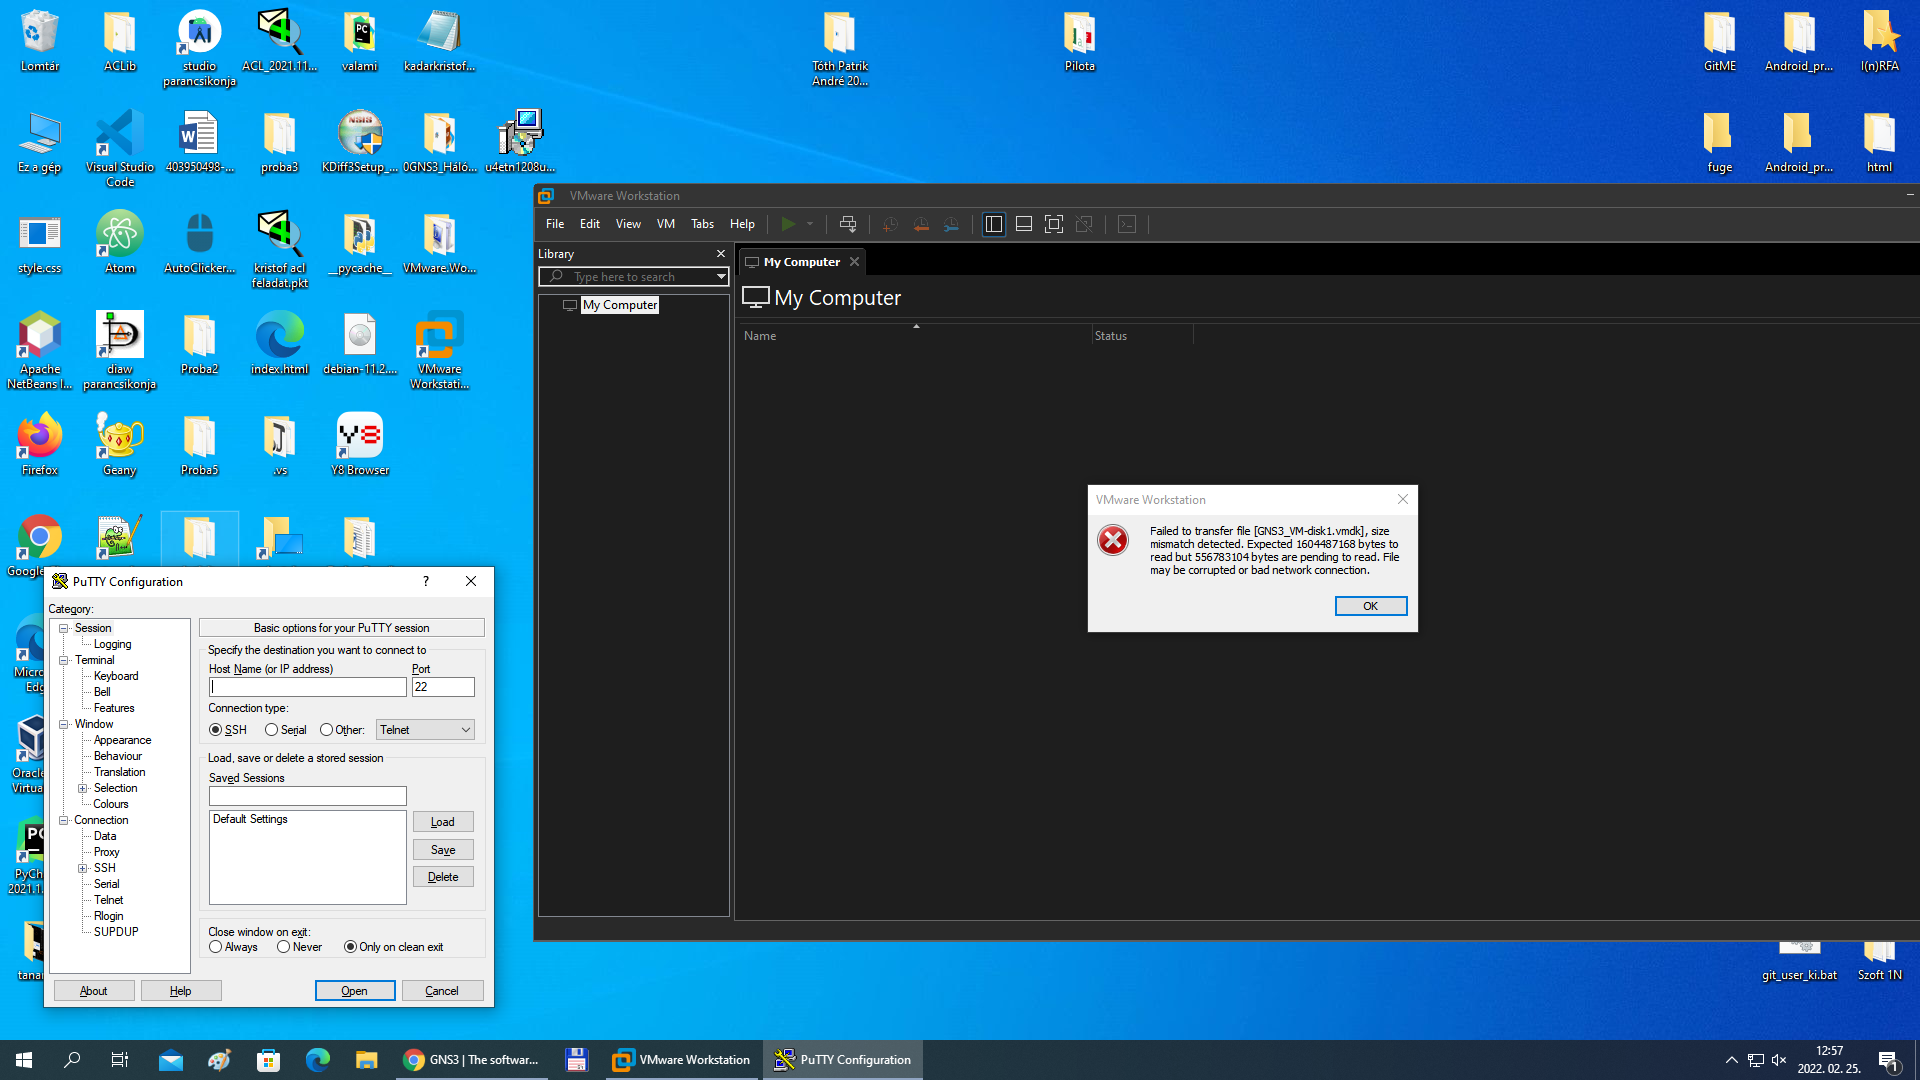 Lomtár
ACLib
studio
parancsikonja
ACL_2021.11...
valami
kadarkristof...
Tóth Patrik
André 20...
Pilota
GitME
Android_pr...
I(n)RFA
Ez a gép
Visual Studio
Code
403950498-...
proba3
KDiff3Setup_...
0GNS3_Háló...
u4etn1208u...
fuge
Android_pr...
html
style.css
Atom
AutoClicker...
kristof acl
feladat.pkt
__pycache__
VMware.Wo...
Apache
NetBeans I...
diaw
parancsikonja
Proba2
index.html
debian-11.2....
VMware
Workstati...
Firefox
Geany
Proba5
.vs
Y8 Browser
VMware Workstation
File Edit View VM Tabs Help
Library
Type here to search
My Computer
My Computer
My Computer
Name
Status
VMware Workstation
Failed to transfer file [GNS3_VM-disk1.vmdk], size
mismatch detected. Expected 1604487168 bytes to
read but 556783104 bytes are pending to read. File
may be corrupted or bad network connection.
OK
PuTTY Configuration
?
Category:
Session
Logging
Terminal
Keyboard
Bell
Features
Window
Appearance
Behaviour
Translation
Selection
Colours
Connection
Data
Proxy
SSH
Serial
Telnet
Rlogin
SUPDUP
Basic options for your PuTTY session
Specify the destination you want to connect to
Host Name (or IP address)
Port
22
Connection type:
SSH
Serial
Other:
Telnet
Load, save or delete a stored session
Saved Sessions
Default Settings
Load
Save
Delete
Close window on exit:
Always
Never
Only on clean exit
About
Help
Open
Cancel
git_user_ki.bat
Szoft 1N
GNS3 | The softwar...
VMware Workstation
PuTTY Configuration
12:57
2022. 02. 25.
1